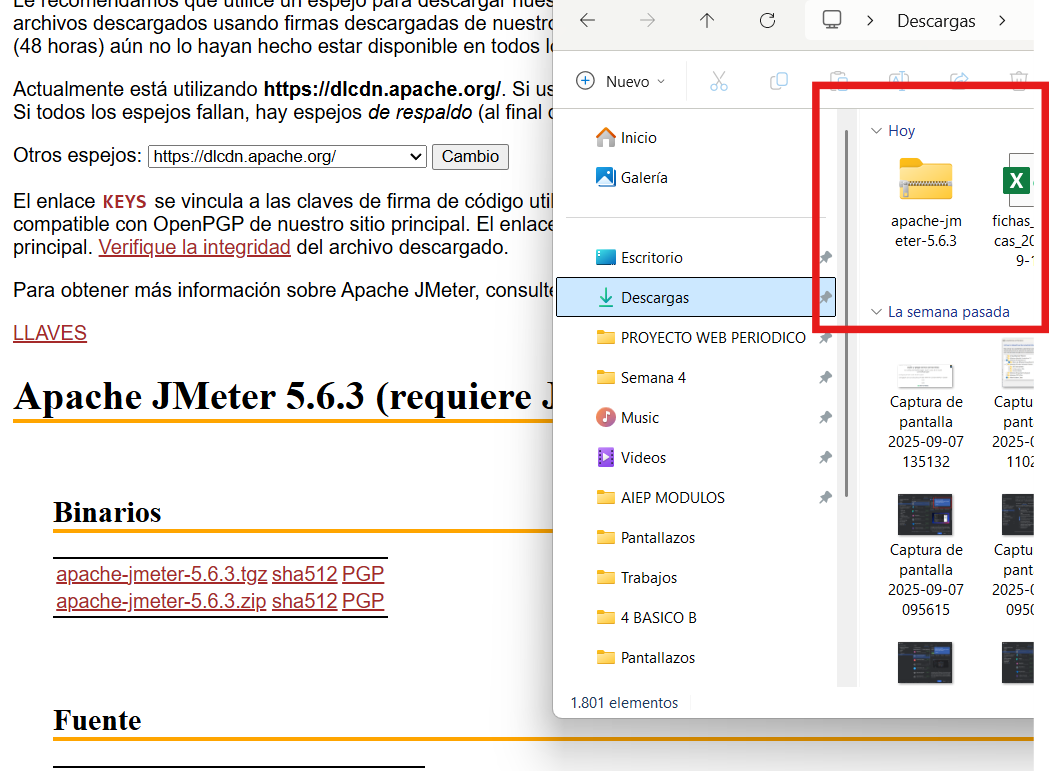 Le recomendamos que utilice un espejo para descargar nues
archivos descargados usando firmas descargadas de nuestro
(48 horas) aún no lo hayan hecho estar disponible en todos lo
Actualmente está utilizando https://dlcdn.apache.org/. Si us
Si todos los espejos fallan, hay espejos de respaldo (al final d
Otros espejos: https://dlcdn.apache.org/ Cambio
El enlace KEYS se vincula a las claves de firma de código util
compatible con OpenPGP de nuestro sitio principal. El enlace
principal. Verifique la integridad del archivo descargado.
Para obtener más información sobre Apache JMeter, consulte
LLAVES
Apache JMeter 5.6.3 (requiere J
Binarios
apache-jmeter-5.6.3.tgz sha512 PGP
apache-jmeter-5.6.3.zip sha512 PGP
Fuente
Descargas
Nuevo
Inicio
Galería
Escritorio
Descargas
PROYECTO WEB PERIODICO
Semana 4
Music
Videos
AIEP MODULOS
Pantallazos
Trabajos
4 BASICO B
Pantallazos
1.801 elementos
Hoy
apache-jm
eter-5.6.3
fichas_
cas_20
9-1
La semana pasada
Captura de
pantalla
2025-09-07
135132
Captu
pant
2025-0
1102
Captura de
pantalla
2025-09-07
095615
Captu
pant
2025-0
0950